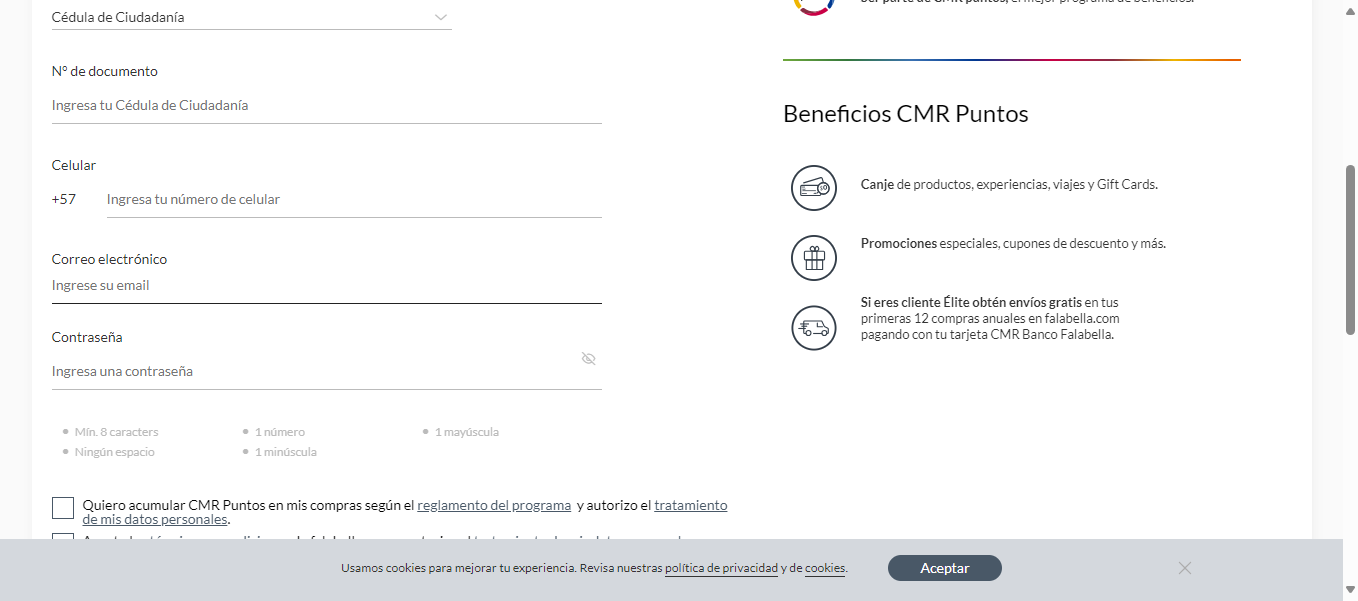 Cédula de Ciudadanía
N° de documento
Ingresa tu Cédula de Ciudadanía
Celular
+57 Ingresa tu número de celular
Correo electrónico
Ingrese su email
Contraseña
Ingresa una contraseña
Mín. 8 caracters
1 número
1 mayúscula
Ningún espacio
1 minúscula
Quiero acumular CMR Puntos en mis compras según el reglamento del programa y autorizo el tratamiento
de mis datos personales.
ser parte de CMR puntos, el mejor programa de beneficios.
Beneficios CMR Puntos
Canje de productos, experiencias, viajes y Gift Cards.
Promociones especiales, cupones de descuento y más.
Si eres cliente Élite obtén envíos gratis en tus
primeras 12 compras anuales en falabella.com
pagando con tu tarjeta CMR Banco Falabella.
Usamos cookies para mejorar tu experiencia. Revisa nuestras política de privacidad y de cookies.
Aceptar